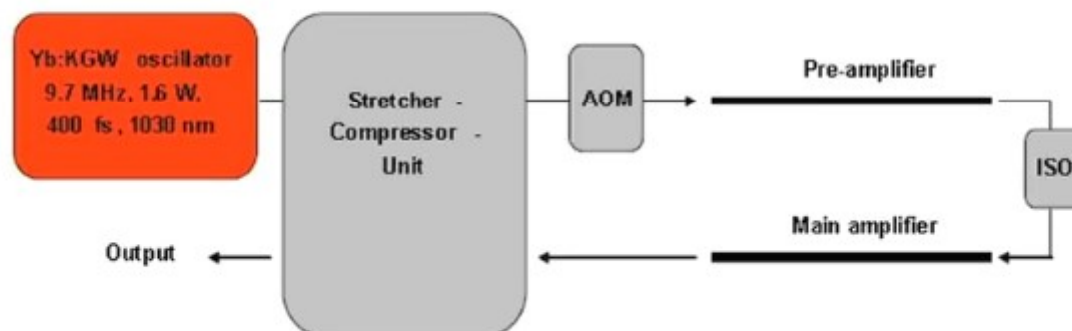 Yb:KGW oscillator
9.7 MHz, 1.6 W,
400 fs, 1030 nm
Stretcher -
Compressor -
Unit
AOM
Pre-amplifier
ISO
Main amplifier
Output